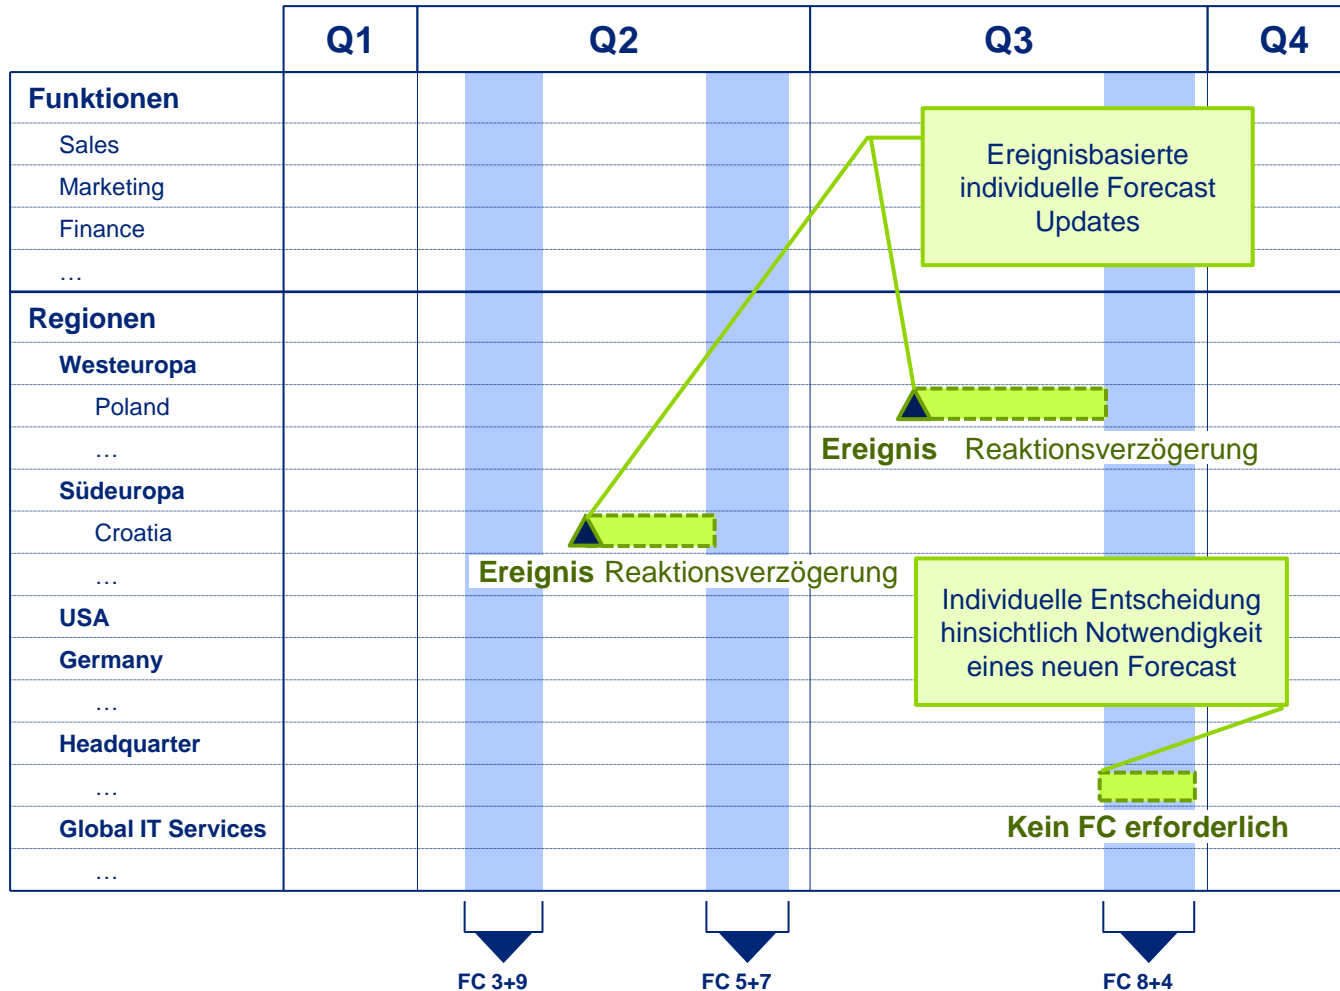 Q1 Q2 Q3 Q4
Funktionen
Sales
Marketing
Finance
…
Ereignisbasierte
individuelle Forecast
Updates
Regionen
Westeuropa
Poland
…
Ereignis Reaktionsverzögerung
Südeuropa
Croatia
…
Ereignis Reaktionsverzögerung
USA
Germany
…
Individuelle Entscheidung
hinsichtlich Notwendigkeit
eines neuen Forecast
Headquarter
…
Global IT Services
Kein FC erforderlich
…
FC 3+9 FC 5+7 FC 8+4